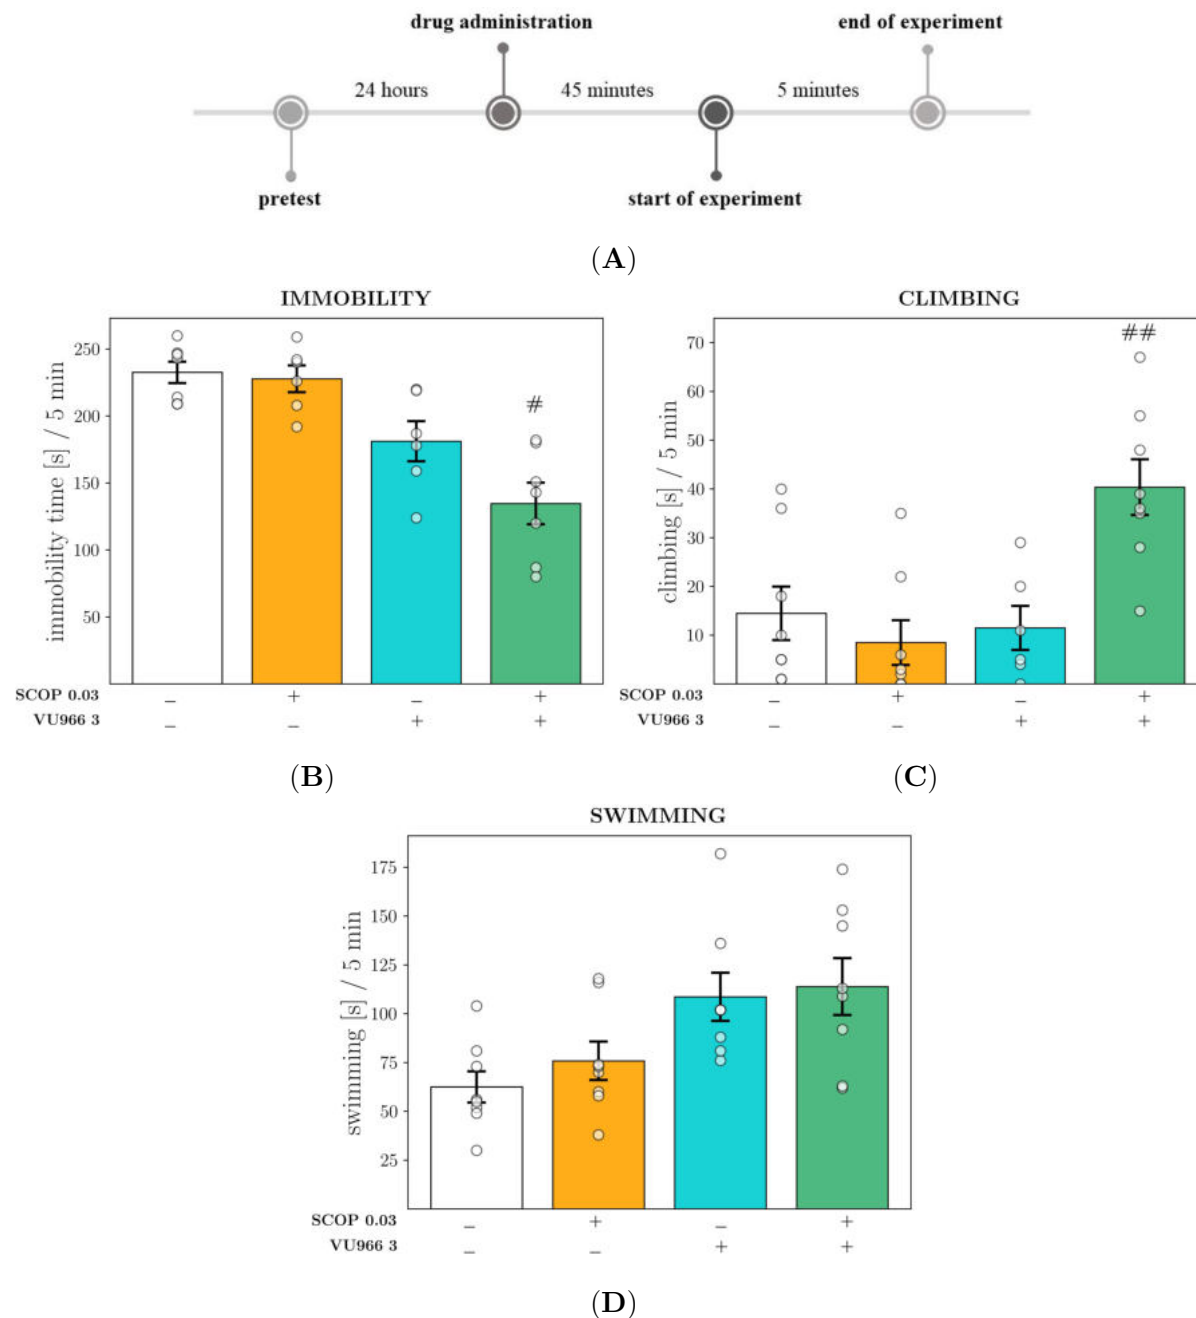 drug administration
end of experiment
24 hours
45 minutes
5 minutes
pretest
start of experiment
(A)
IMMOBILITY
immobility time [s] / 5 min
250
200
150
100
50
#
SCOP 0.03 – + – +
VU966 3 – – + +
(B)
CLIMBING
climbing [s] / 5 min
70
60
50
40
30
20
10
##
SCOP 0.03 – + – +
VU966 3 – – + +
(C)
SWIMMING
swimming [s] / 5 min
175
150
125
100
75
50
25
SCOP 0.03 – + – +
VU966 3 – – + +
(D)